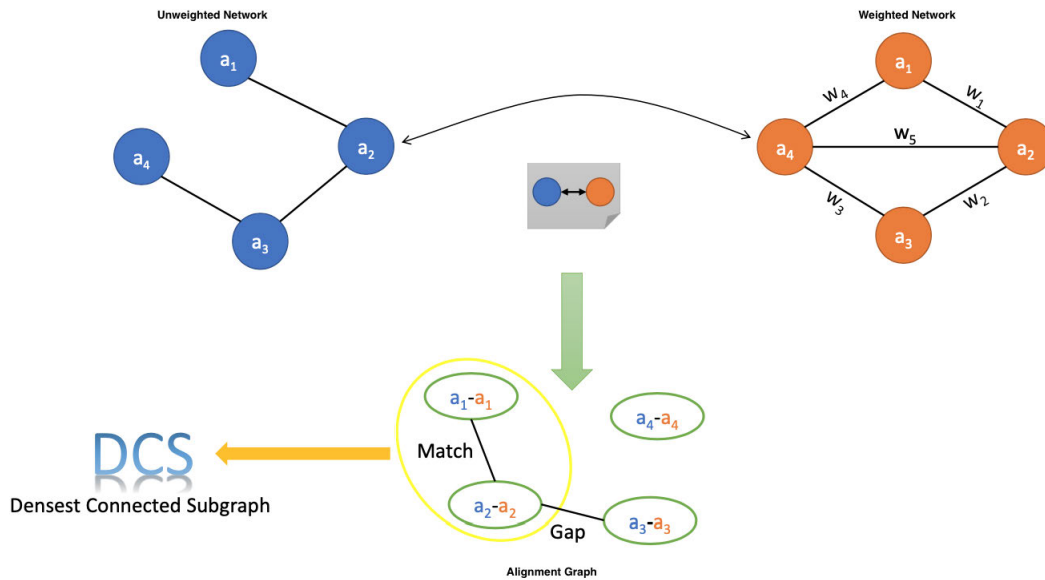 Unweighted Network
Weighted Network
a1
a2
a4
a3
a1
W4
W1
a4
W5
a2
W3
W2
a3
a1-a1
a4-a4
Match
DCS
Densest Connected Subgraph
a2-a2
Gap
a3-a3
Alignment Graph